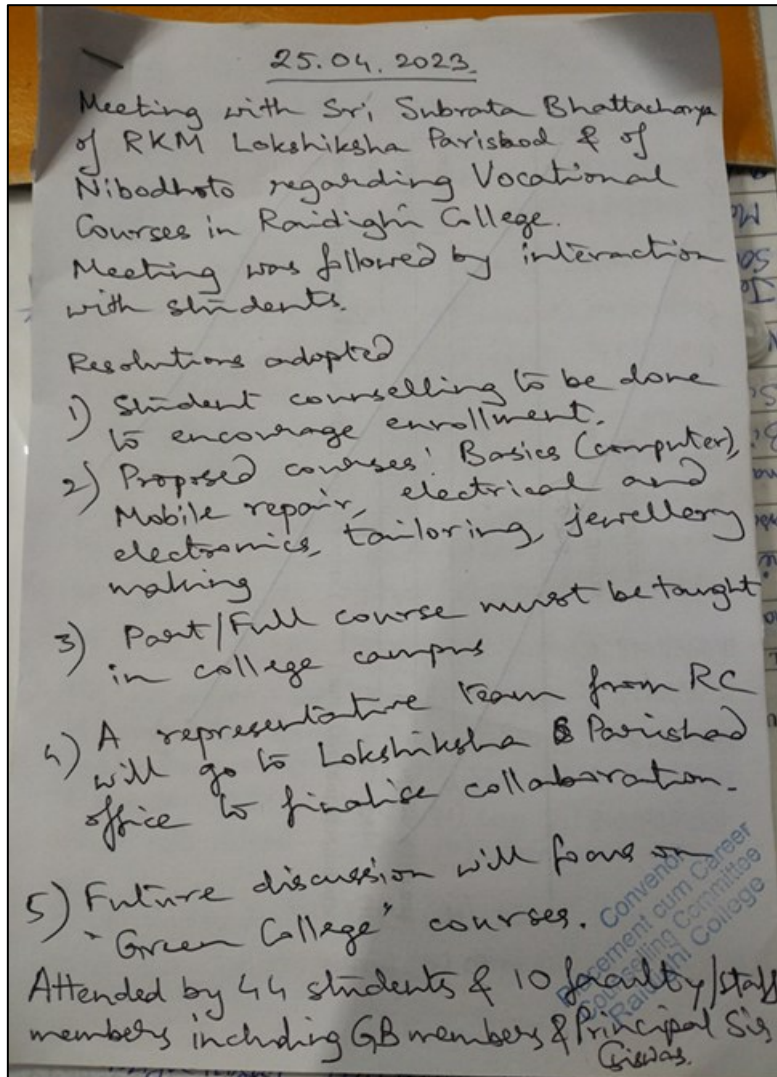 25.04.2023.
Meeting with Sri Subrata Bhattacharya
of RKM Lokshiksha Parishad & of
Nibodhoto regarding Vocational
Courses in Raidighi College.
Meeting was followed by interaction
with students.
Resolutions adopted
1) Student counselling to be done
to encourage enrollment.
2) Proposed courses: Basics (computer),
Mobile repair, electrical and
electronics, tailoring, jewellery
making
3) Part/Full course must be taught
in college campus
4) A representative team from RC
will go to Lokshiksha Parishad
office to finalise collaboration.
5) Future discussion will focus on
"Green College" courses.
Convenor
Placement cum Career
Counselling Committee
Raidighi College
Attended by 44 students & 10 faculty/staff
members including GB members & Principal Sir